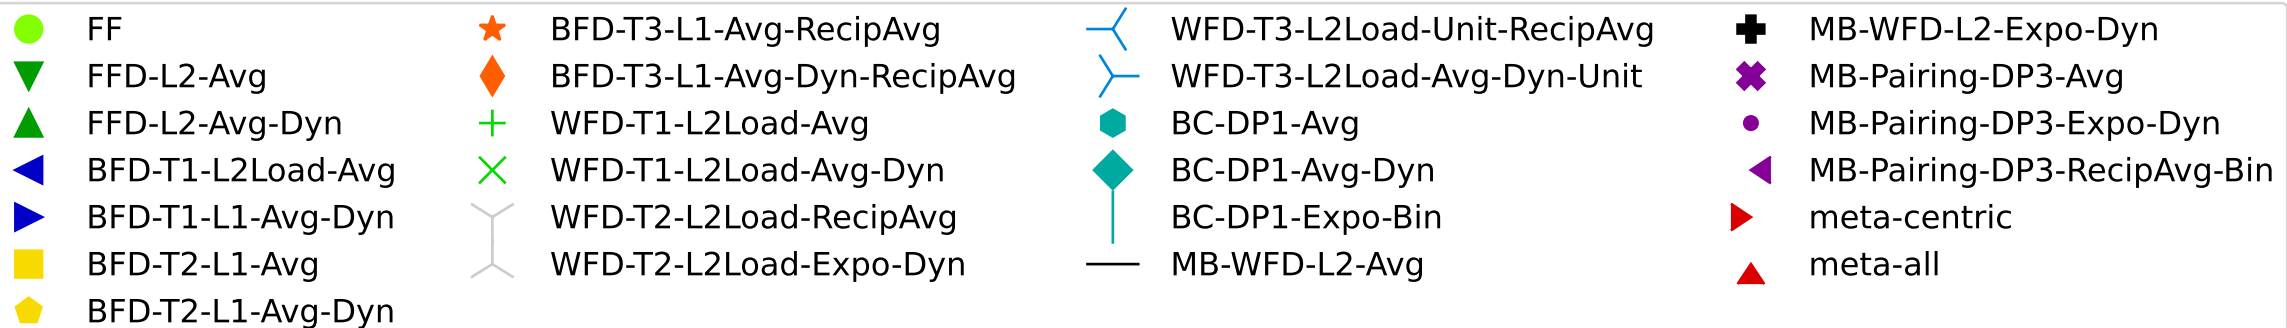 FF
FFD-L2-Avg
FFD-L2-Avg-Dyn
BFD-T1-L2Load-Avg
BFD-T1-L1-Avg-Dyn
BFD-T2-L1-Avg
BFD-T2-L1-Avg-Dyn
BFD-T3-L1-Avg-RecipAvg
BFD-T3-L1-Avg-Dyn-RecipAvg
WFD-T1-L2Load-Avg
WFD-T1-L2Load-Avg-Dyn
WFD-T2-L2Load-RecipAvg
WFD-T2-L2Load-Expo-Dyn
WFD-T3-L2Load-Unit-RecipAvg
WFD-T3-L2Load-Avg-Dyn-Unit
BC-DP1-Avg
BC-DP1-Avg-Dyn
BC-DP1-Expo-Bin
MB-WFD-L2-Avg
MB-WFD-L2-Expo-Dyn
MB-Pairing-DP3-Avg
MB-Pairing-DP3-Expo-Dyn
MB-Pairing-DP3-RecipAvg-Bin
meta-centric
meta-all